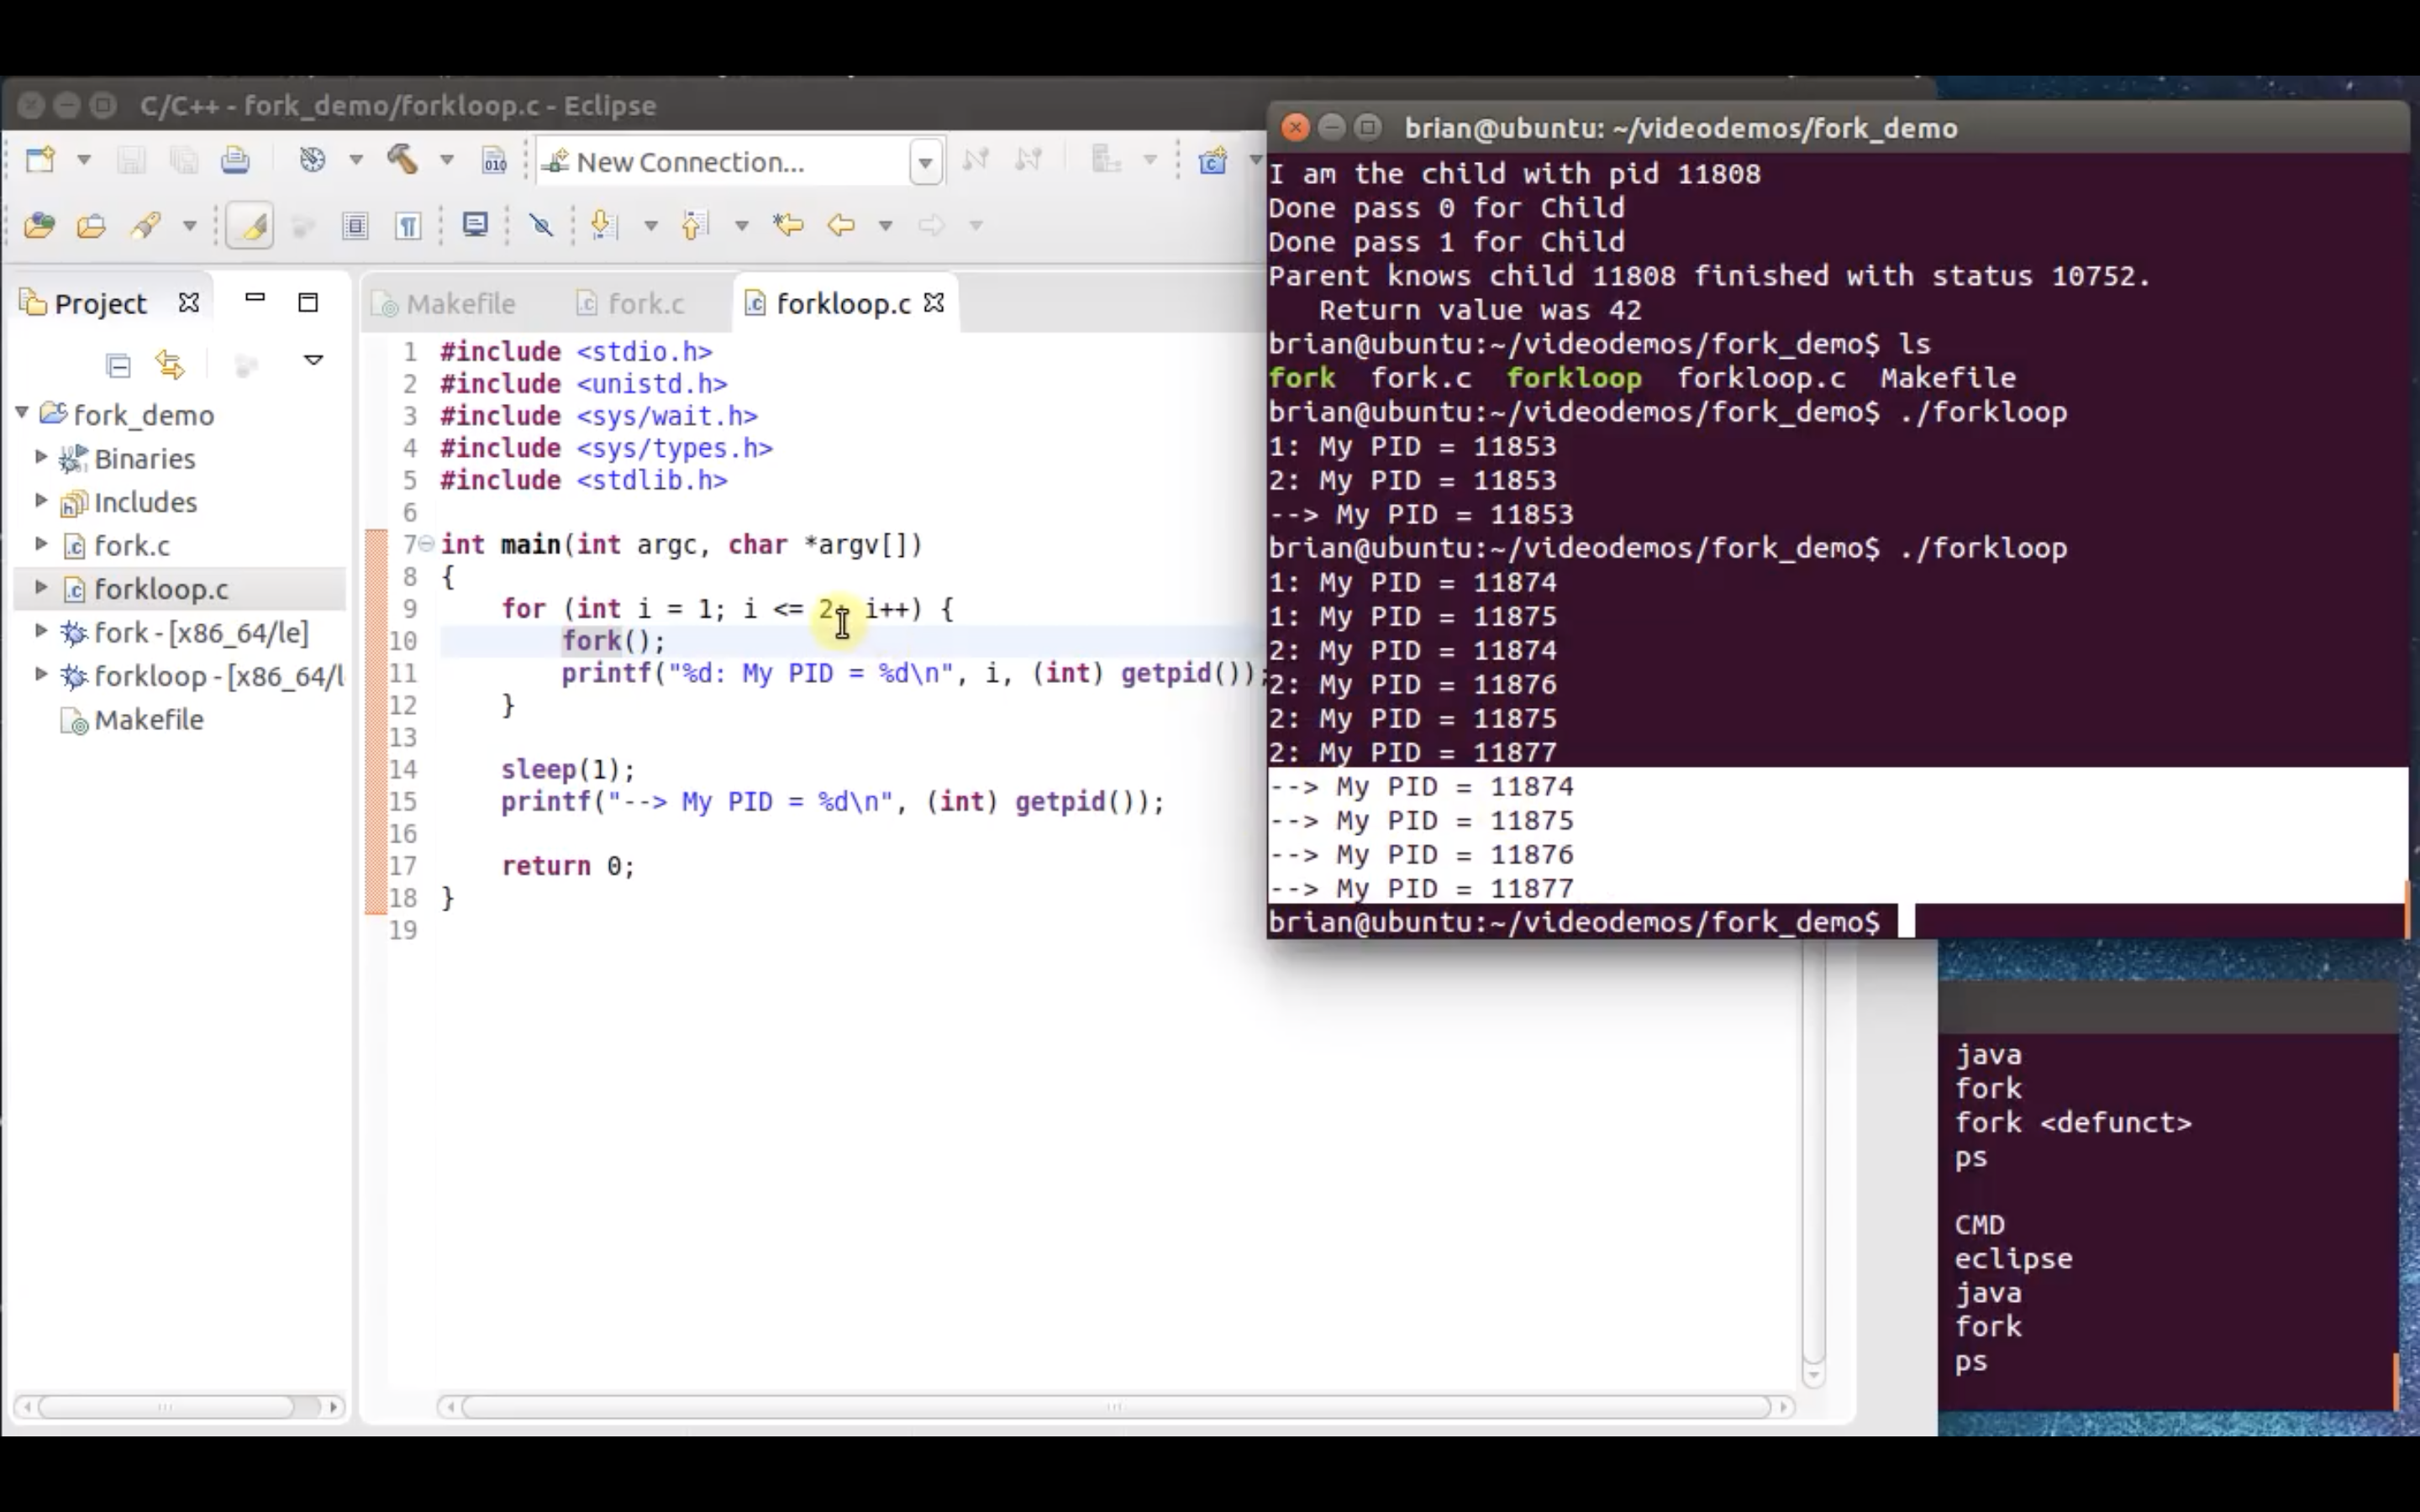 C/C++ - fork_demo/forkloop.c - Eclipse
New Connection...
Project
fork_demo
Binaries
Includes
fork.c
forkloop.c
fork - [x86_64/le]
forkloop - [x86_64/l
Makefile
Makefile
fork.c
forkloop.c
1 #include <stdio.h>
2 #include <unistd.h>
3 #include <sys/wait.h>
4 #include <sys/types.h>
5 #include <stdlib.h>
6
7 int main(int argc, char *argv[])
8 {
9 for (int i = 1; i <= 2; i++) {
10 fork();
11 printf("%d: My PID = %d\n", i, (int) getpid());
12 }
13
14 sleep(1);
15 printf("--> My PID = %d\n", (int) getpid());
16
17 return 0;
18 }
19
brian@ubuntu: ~/videodemos/fork_demo
I am the child with pid 11808
Done pass 0 for Child
Done pass 1 for Child
Parent knows child 11808 finished with status 10752.
Return value was 42
brian@ubuntu:~/videodemos/fork_demo$ ls
fork fork.c forkloop forkloop.c Makefile
brian@ubuntu:~/videodemos/fork_demo$ ./forkloop
1: My PID = 11853
2: My PID = 11853
--> My PID = 11853
brian@ubuntu:~/videodemos/fork_demo$ ./forkloop
1: My PID = 11874
1: My PID = 11875
2: My PID = 11874
2: My PID = 11876
2: My PID = 11875
2: My PID = 11877
--> My PID = 11874
--> My PID = 11875
--> My PID = 11876
--> My PID = 11877
brian@ubuntu:~/videodemos/fork_demo$
java
fork
fork <defunct>
ps
CMD
eclipse
java
fork
ps